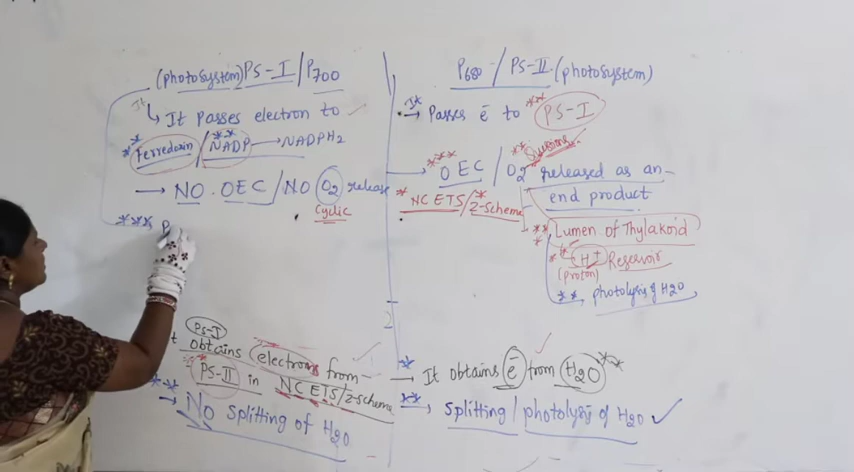 (photosystem) PS-I / P700
It
It passes electron to
** Ferredoxin / NADP ** → NADPH2
→ NO OEC / NO O2 release
cyclic
*** P
PS-I
t obtains electrons from
** PS-II in NC ETS / Z-scheme
** → No splitting of H2O
P680 / PS-II (photosystem)
It
→ Passes ē to ** PS-I
→ *** OEC / O2 released as an
end product
* NC ETS / Z-scheme *
** Lumen of Thylakoid
** (H+) Reservoir
(proton)
** photolysis of H2O
2
* → It obtains ē from H2O **
** → Splitting / photolysis of H2O ✓